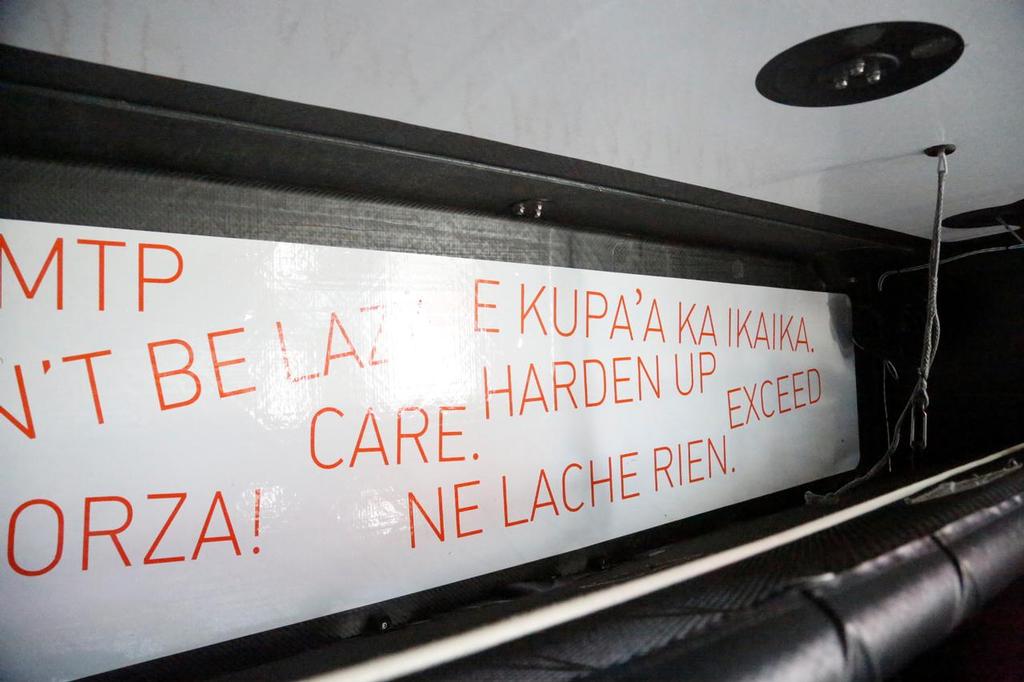 MTP
N'T BE LAZ
E KUPA'A KA IKAIKA.
HARDEN UP
CARE.
EXCEED
ORZA!
NE LACHE RIEN.